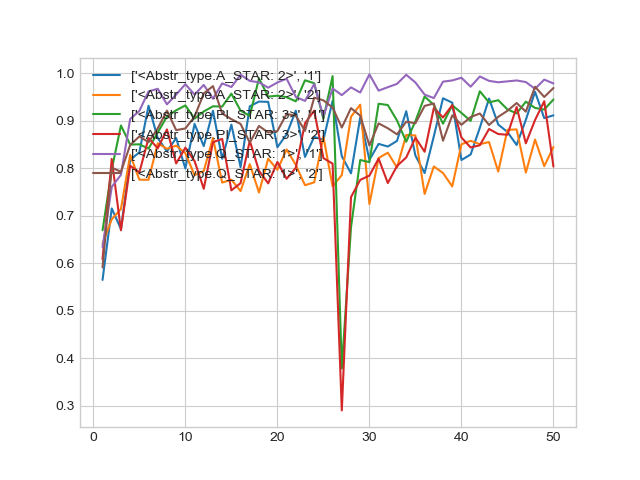 1.0
0.9
0.8
0.7
0.6
0.5
0.4
0.3
0
10
20
30
40
50
['<Abstr_type.A_STAR: 2>', '1']
['<Abstr_type.A_STAR: 2>', '2']
['<Abstr_type.PI_STAR: 3>', '1']
['<Abstr_type.PI_STAR: 3>', '2']
['<Abstr_type.Q_STAR: 1>', '1']
['<Abstr_type.Q_STAR: 1>', '2']